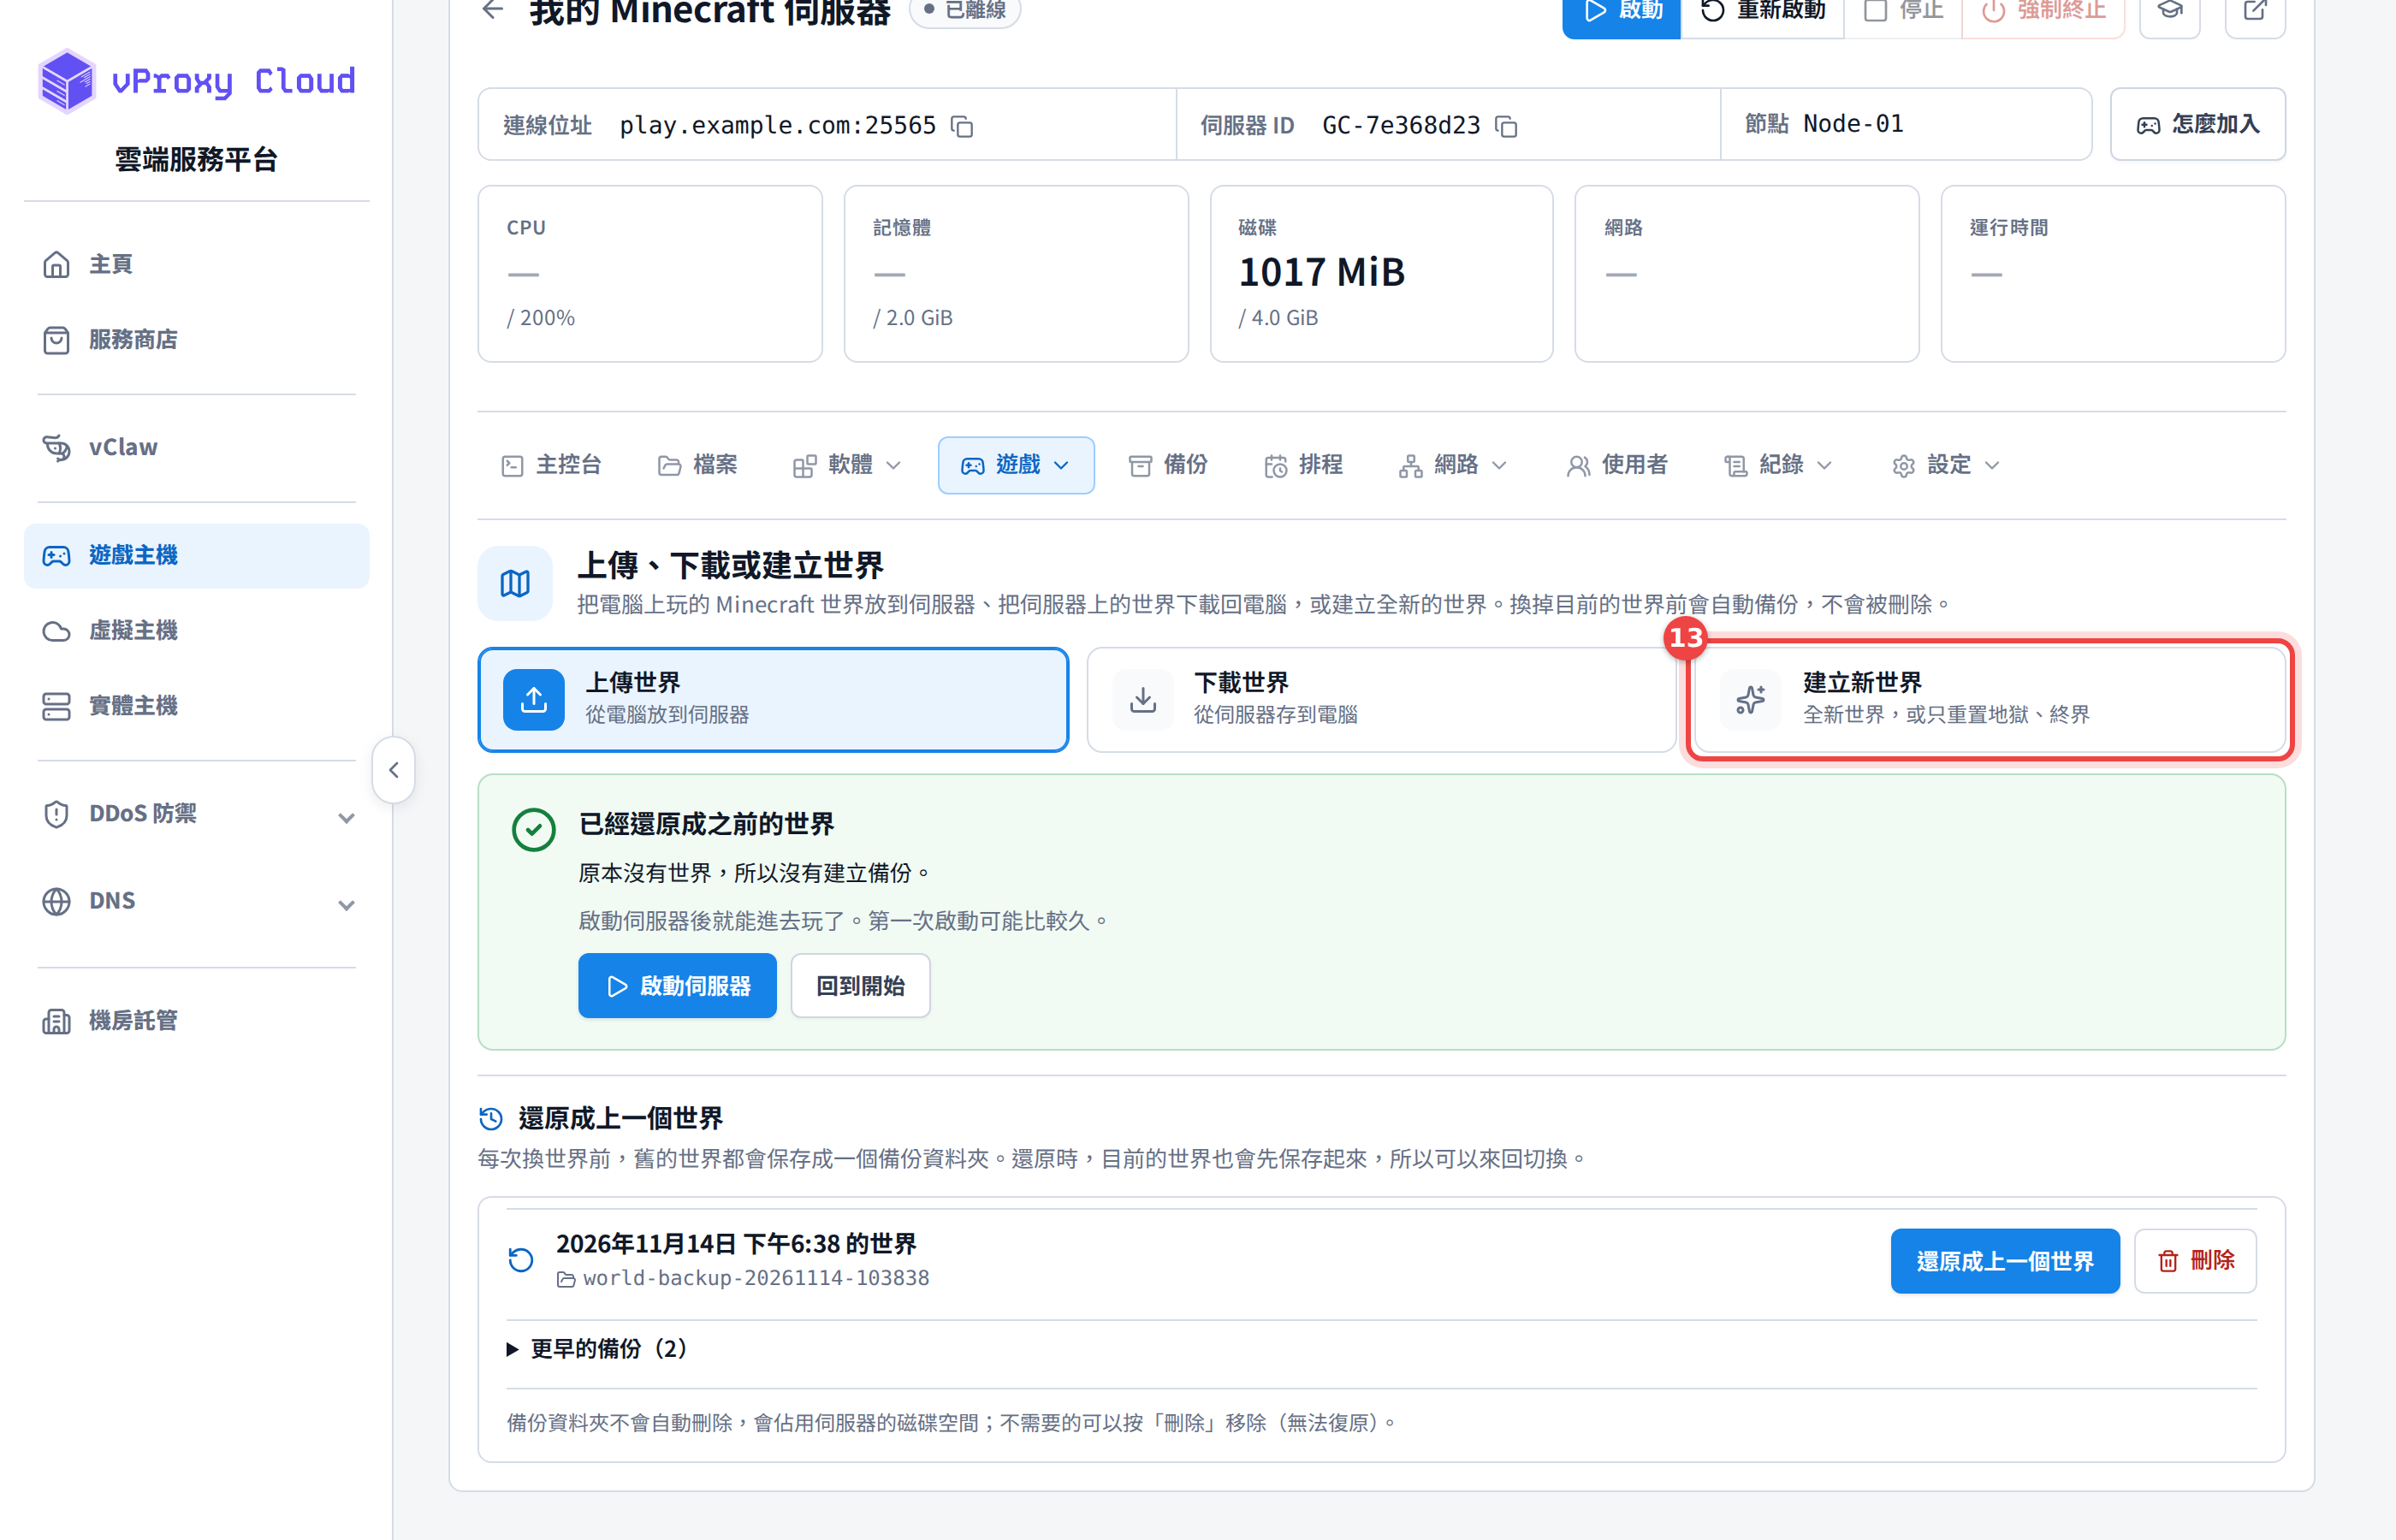 我的 Minecraft 伺服器
已離線
啟動
重新啟動
停止
強制終止
vProxy Cloud
雲端服務平台
主頁
服務商店
vClaw
遊戲主機
虛擬主機
實體主機
DDoS 防禦
DNS
機房託管
連線位址 play.example.com:25565
伺服器 ID GC-7e368d23
節點 Node-01
怎麼加入
CPU
—
/ 200%
記憶體
—
/ 2.0 GiB
磁碟
1017 MiB
/ 4.0 GiB
網路
—
運行時間
—
主控台
檔案
軟體
遊戲
備份
排程
網路
使用者
紀錄
設定
上傳、下載或建立世界
把電腦上玩的 Minecraft 世界放到伺服器、把伺服器上的世界下載回電腦，或建立全新的世界。換掉目前的世界前會自動備份，不會被刪除。
上傳世界
從電腦放到伺服器
下載世界
從伺服器存到電腦
13
建立新世界
全新世界，或只重置地獄、終界
已經還原成之前的世界
原本沒有世界，所以沒有建立備份。
啟動伺服器後就能進去玩了。第一次啟動可能比較久。
啟動伺服器
回到開始
還原成上一個世界
每次換世界前，舊的世界都會保存成一個備份資料夾。還原時，目前的世界也會先保存起來，所以可以來回切換。
2026年11月14日 下午6:38 的世界
world-backup-20261114-103838
還原成上一個世界
刪除
更早的備份（2）
備份資料夾不會自動刪除，會佔用伺服器的磁碟空間；不需要的可以按「刪除」移除（無法復原）。